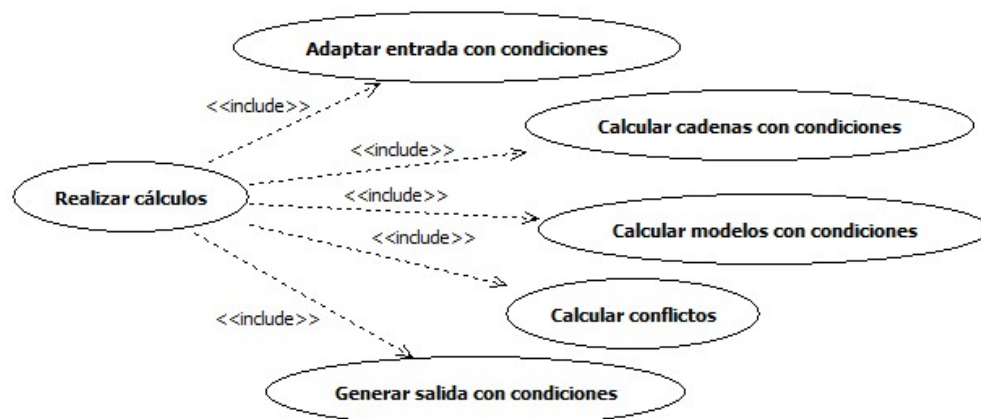 Adaptar entrada con condiciones
<<include>>
Calcular cadenas con condiciones
<<include>>
Realizar cálculos
<<include>>
Calcular modelos con condiciones
<<include>>
Calcular conflictos
<<include>>
Generar salida con condiciones